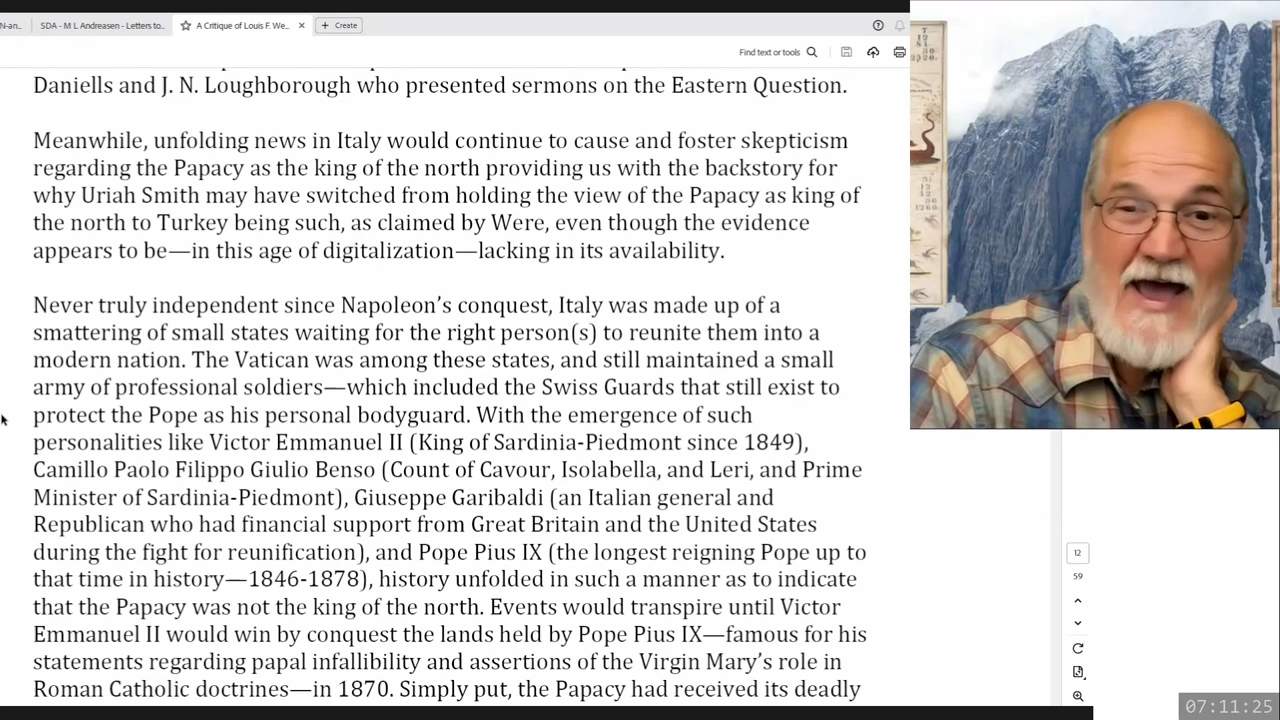 N-an..
SDA - M L Andreasen - Letters to..
A Critique of Louis F. We...
Create
Find text or tools
Daniells and J. N. Loughborough who presented sermons on the Eastern Question.
Meanwhile, unfolding news in Italy would continue to cause and foster skepticism
regarding the Papacy as the king of the north providing us with the backstory for
why Uriah Smith may have switched from holding the view of the Papacy as king of
the north to Turkey being such, as claimed by Were, even though the evidence
appears to be—in this age of digitalization—lacking in its availability.
Never truly independent since Napoleon's conquest, Italy was made up of a
smattering of small states waiting for the right person(s) to reunite them into a
modern nation. The Vatican was among these states, and still maintained a small
army of professional soldiers—which included the Swiss Guards that still exist to
protect the Pope as his personal bodyguard. With the emergence of such
personalities like Victor Emmanuel II (King of Sardinia-Piedmont since 1849),
Camillo Paolo Filippo Giulio Benso (Count of Cavour, Isolabella, and Leri, and Prime
Minister of Sardinia-Piedmont), Giuseppe Garibaldi (an Italian general and
Republican who had financial support from Great Britain and the United States
during the fight for reunification), and Pope Pius IX (the longest reigning Pope up to
that time in history—1846-1878), history unfolded in such a manner as to indicate
that the Papacy was not the king of the north. Events would transpire until Victor
Emmanuel II would win by conquest the lands held by Pope Pius IX—famous for his
statements regarding papal infallibility and assertions of the Virgin Mary's role in
Roman Catholic doctrines—in 1870. Simply put, the Papacy had received its deadly
12
59
07:11:25